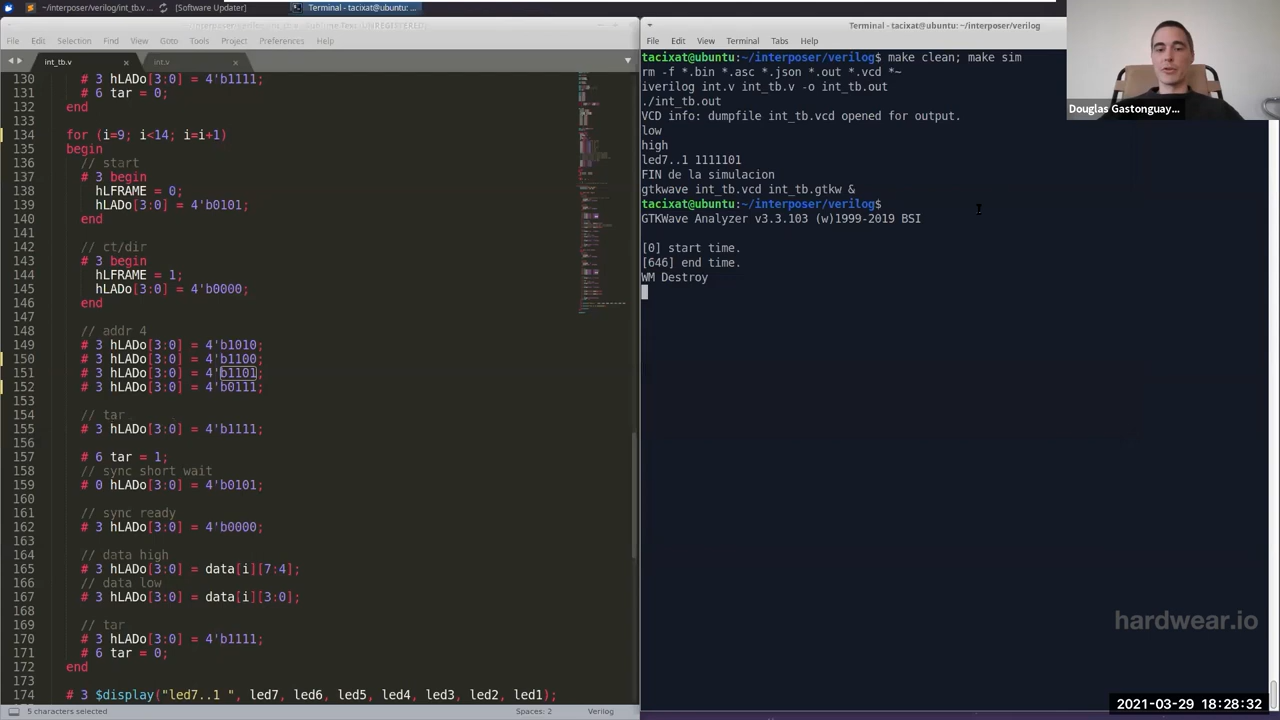 ~/interposer/verilog/int_tb.v ...
[Software Updater]
Terminal - tacixat@ubuntu: ...
File Edit Selection Find View Goto Tools Project Preferences Help
int_tb.v × int.v ×
130 # 3 hLADo[3:0] = 4'b1111;
131 # 6 tar = 0;
132 end
133
134 for (i=9; i<14; i=i+1)
135 begin
136 // start
137 # 3 begin
138 hLFRAME = 0;
139 hLADo[3:0] = 4'b0101;
140 end
141
142 // ct/dir
143 # 3 begin
144 hLFRAME = 1;
145 hLADo[3:0] = 4'b0000;
146 end
147
148 // addr 4
149 # 3 hLADo[3:0] = 4'b1010;
150 # 3 hLADo[3:0] = 4'b1100;
151 # 3 hLADo[3:0] = 4'b1101;
152 # 3 hLADo[3:0] = 4'b0111;
153
154 // tar
155 # 3 hLADo[3:0] = 4'b1111;
156
157 # 6 tar = 1;
158 // sync short wait
159 # 0 hLADo[3:0] = 4'b0101;
160
161 // sync ready
162 # 3 hLADo[3:0] = 4'b0000;
163
164 // data high
165 # 3 hLADo[3:0] = data[i][7:4];
166 // data low
167 # 3 hLADo[3:0] = data[i][3:0];
168
169 // tar
170 # 3 hLADo[3:0] = 4'b1111;
171 # 6 tar = 0;
172 end
173
174 # 3 $display("led7..1 ", led7, led6, led5, led4, led3, led2, led1);
5 characters selected Spaces: 2 Verilog
Terminal - tacixat@ubuntu: ~/interposer/verilog
File Edit View Terminal Tabs Help
tacixat@ubuntu:~/interposer/verilog$ make clean; make sim
rm -f *.bin *.asc *.json *.out *.vcd *~
iverilog int.v int_tb.v -o int_tb.out
./int_tb.out
VCD info: dumpfile int_tb.vcd opened for output.
low
high
led7..1 1111101
FIN de la simulacion
gtkwave int_tb.vcd int_tb.gtkw &
tacixat@ubuntu:~/interposer/verilog$
GTKWave Analyzer v3.3.103 (w)1999-2019 BSI
[0] start time.
[646] end time.
WM Destroy
Douglas Gastonguay...
hardwear.io
2021-03-29 18:28:32